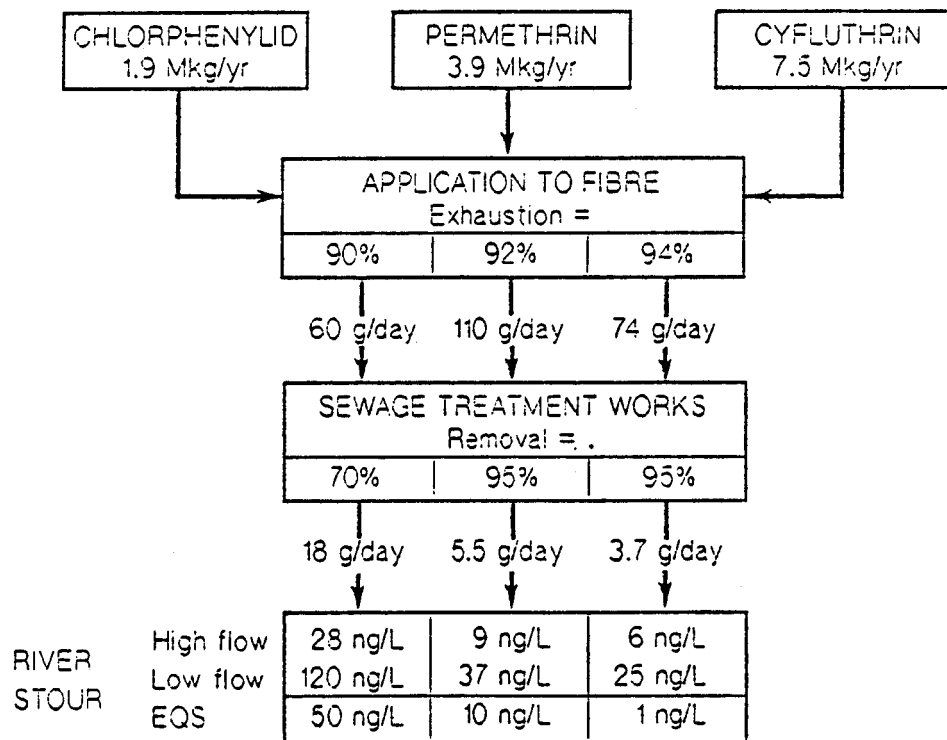 CHLORPHENYLID PERMETHRIN CYFLUTHRIN
1.9 Mkg/yr 3.9 Mkg/yr 7.5 Mkg/yr
APPLICATION TO FIBRE
Exhaustion =
90% 92% 94%
60 g/day 110 g/day 74 g/day
SEWAGE TREATMENT WORKS
Removal = .
70% 95% 95%
18 g/day 5.5 g/day 3.7 g/day
RIVER STOUR
High flow 28 ng/L 9 ng/L 6 ng/L
Low flow 120 ng/L 37 ng/L 25 ng/L
EQS 50 ng/L 10 ng/L 1 ng/L